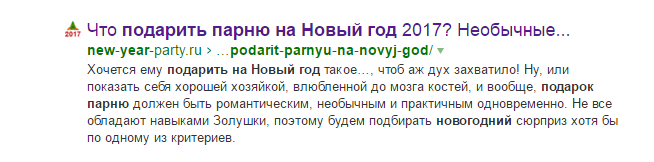 2017
Что подарить парню на Новый год 2017? Необычные...
new-year-party.ru › ...podarit-parnyu-na-novyj-god/
Хочется ему подарить на Новый год такое..., чтоб аж дух захватило! Ну, или
показать себя хорошей хозяйкой, влюбленной до мозга костей, и вообще, подарок
парню должен быть романтическим, необычным и практичным одновременно. Не все
обладают навыками Золушки, поэтому будем подбирать новогодний сюрприз хотя бы
по одному из критериев.